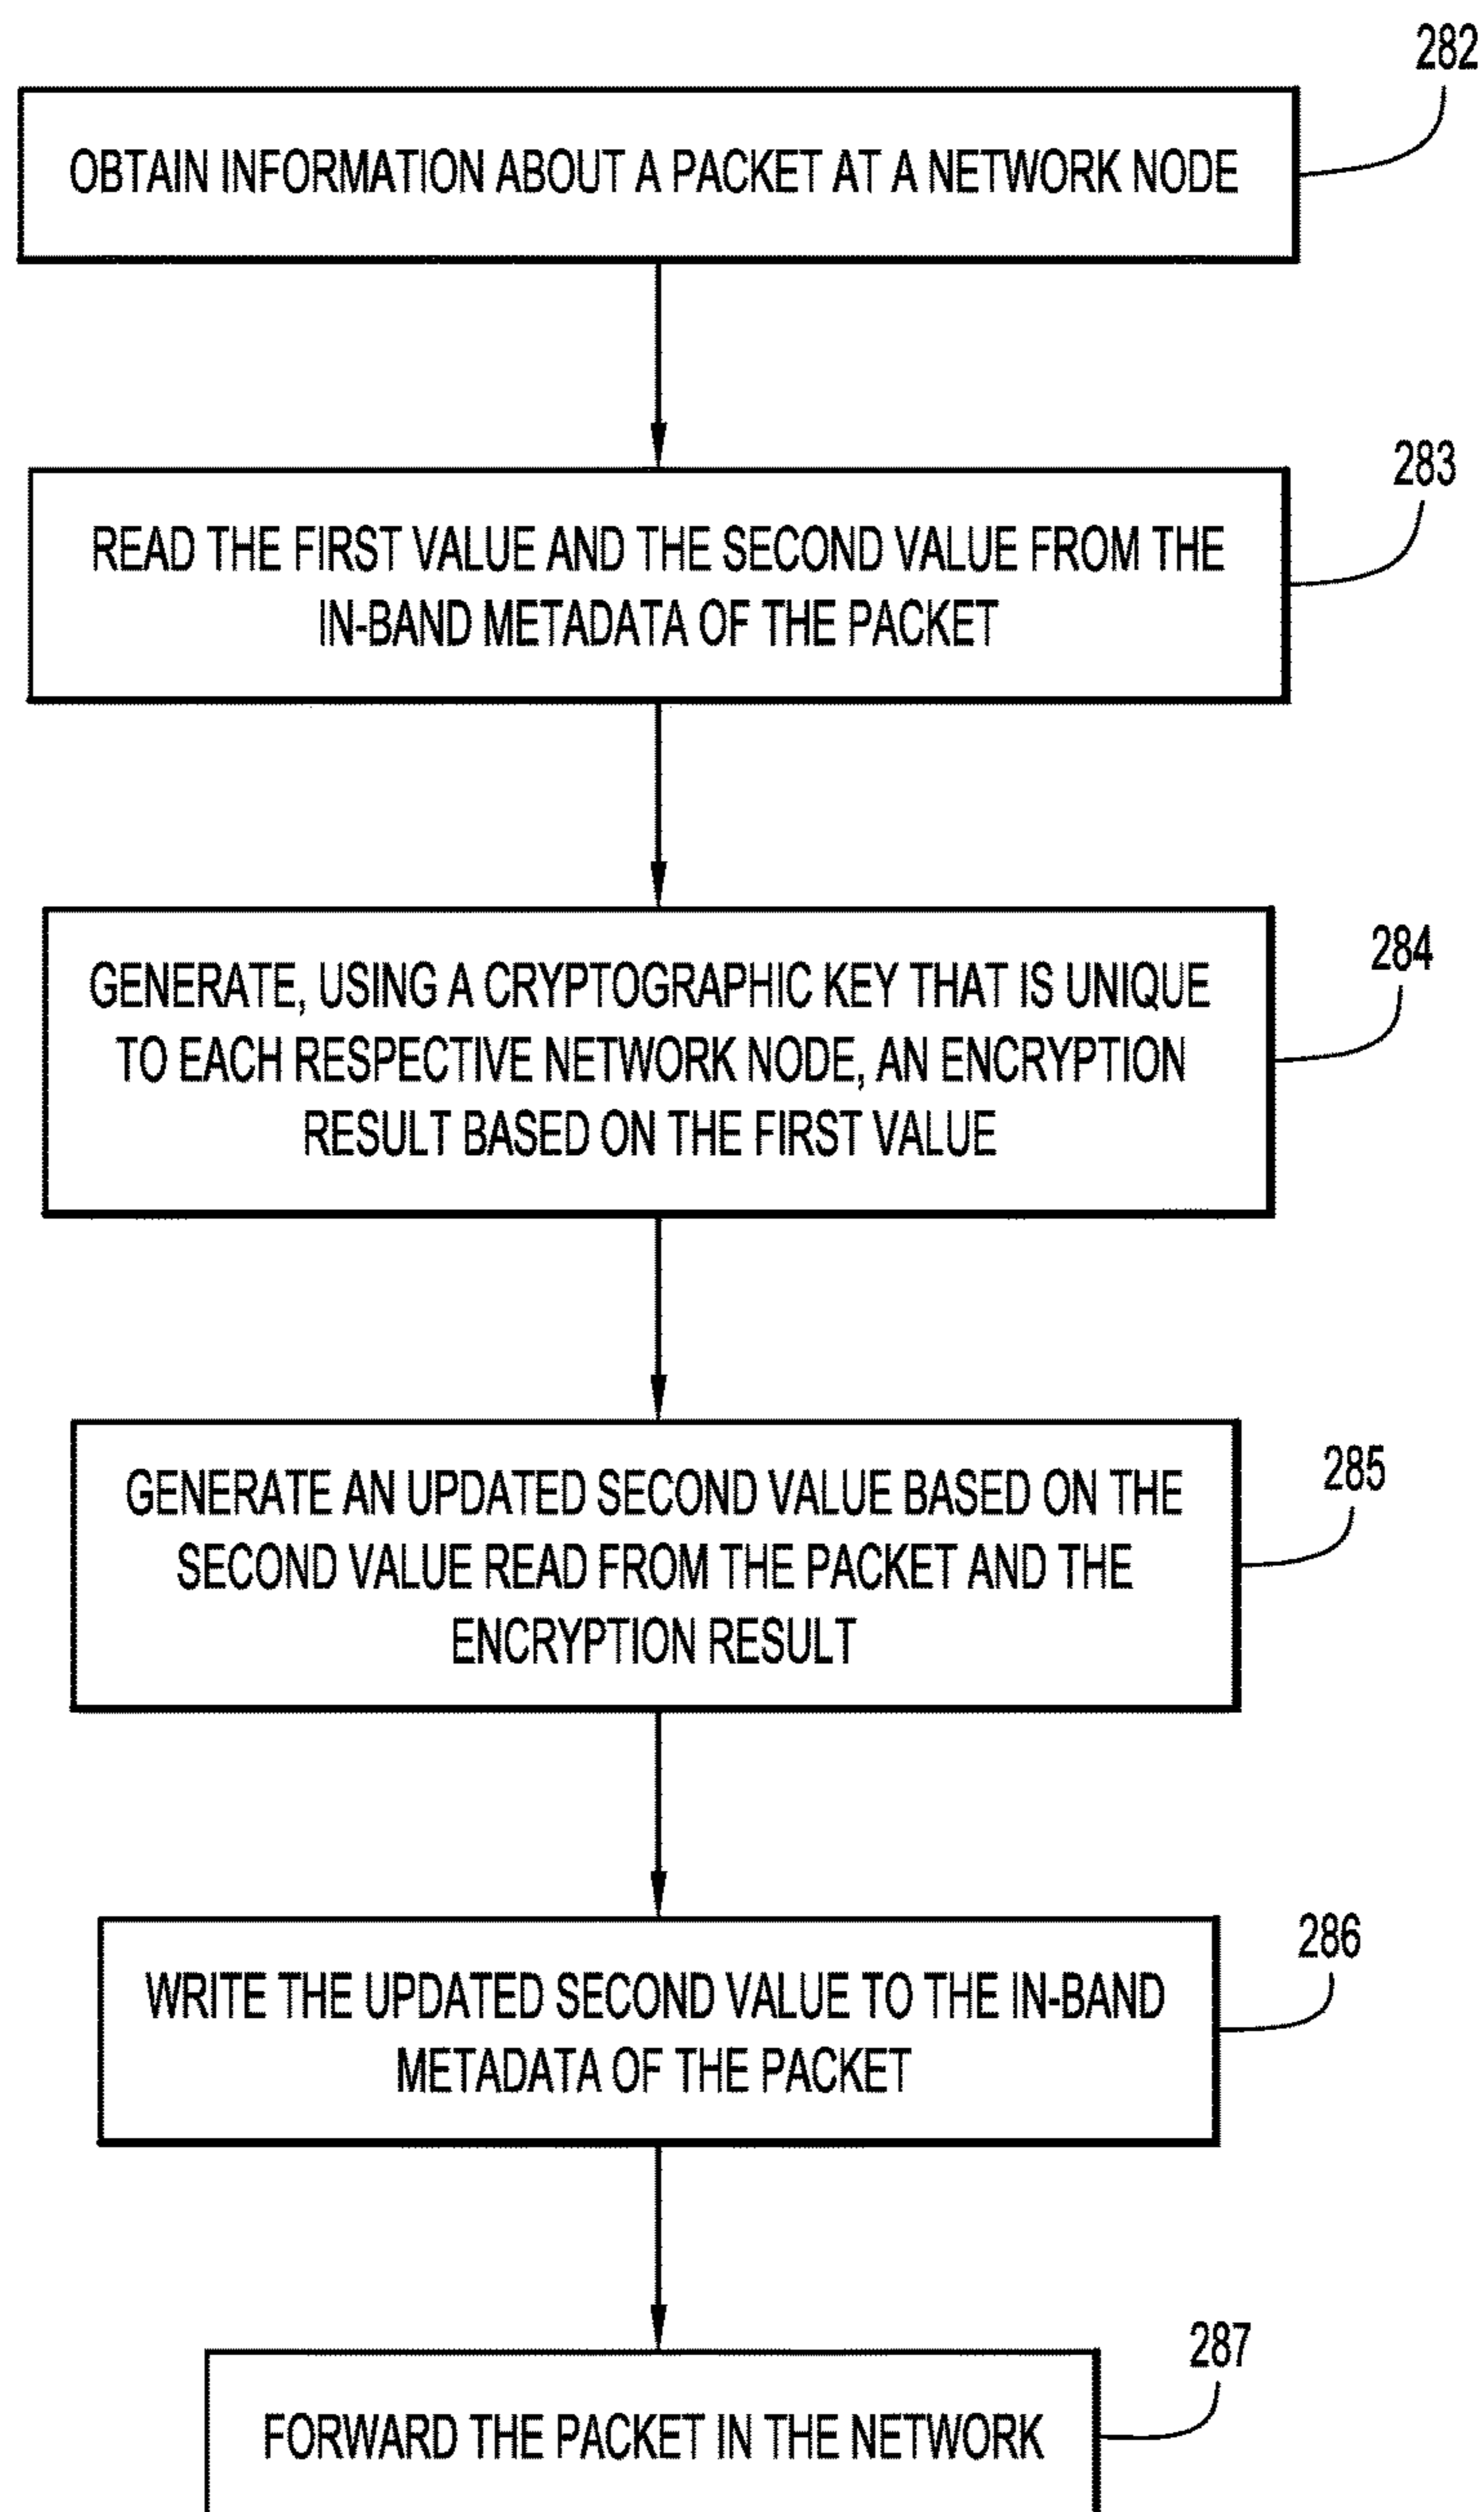 282
OBTAIN INFORMATION ABOUT A PACKET AT A NETWORK NODE
283
READ THE FIRST VALUE AND THE SECOND VALUE FROM THE
IN-BAND METADATA OF THE PACKET
284
GENERATE, USING A CRYPTOGRAPHIC KEY THAT IS UNIQUE
TO EACH RESPECTIVE NETWORK NODE, AN ENCRYPTION
RESULT BASED ON THE FIRST VALUE
285
GENERATE AN UPDATED SECOND VALUE BASED ON THE
SECOND VALUE READ FROM THE PACKET AND THE
ENCRYPTION RESULT
286
WRITE THE UPDATED SECOND VALUE TO THE IN-BAND
METADATA OF THE PACKET
287
FORWARD THE PACKET IN THE NETWORK